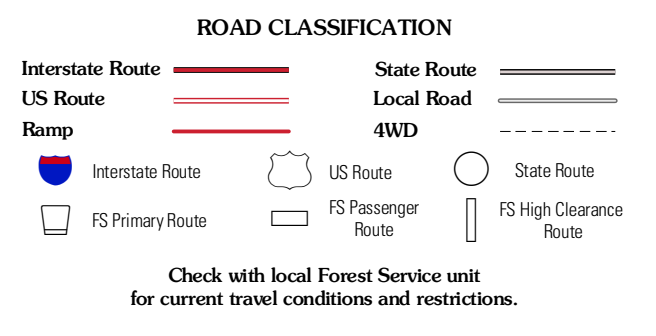 ROAD CLASSIFICATION
Interstate Route
State Route
US Route
Local Road
Ramp
4WD
Interstate Route
US Route
State Route
FS Primary Route
FS Passenger
Route
FS High Clearance
Route
Check with local Forest Service unit
for current travel conditions and restrictions.